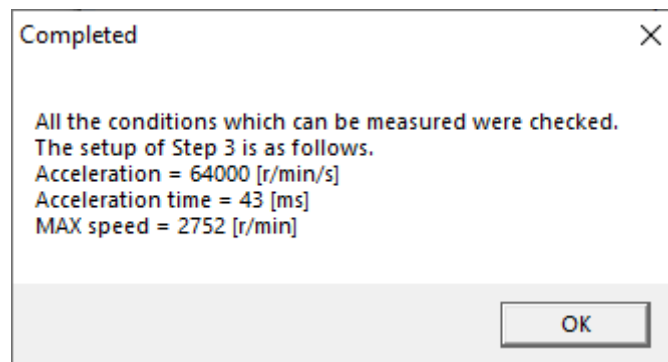 Completed
All the conditions which can be measured were checked.
The setup of Step 3 is as follows.
Acceleration = 64000 [r/min/s]
Acceleration time = 43 [ms]
MAX speed = 2752 [r/min]
OK